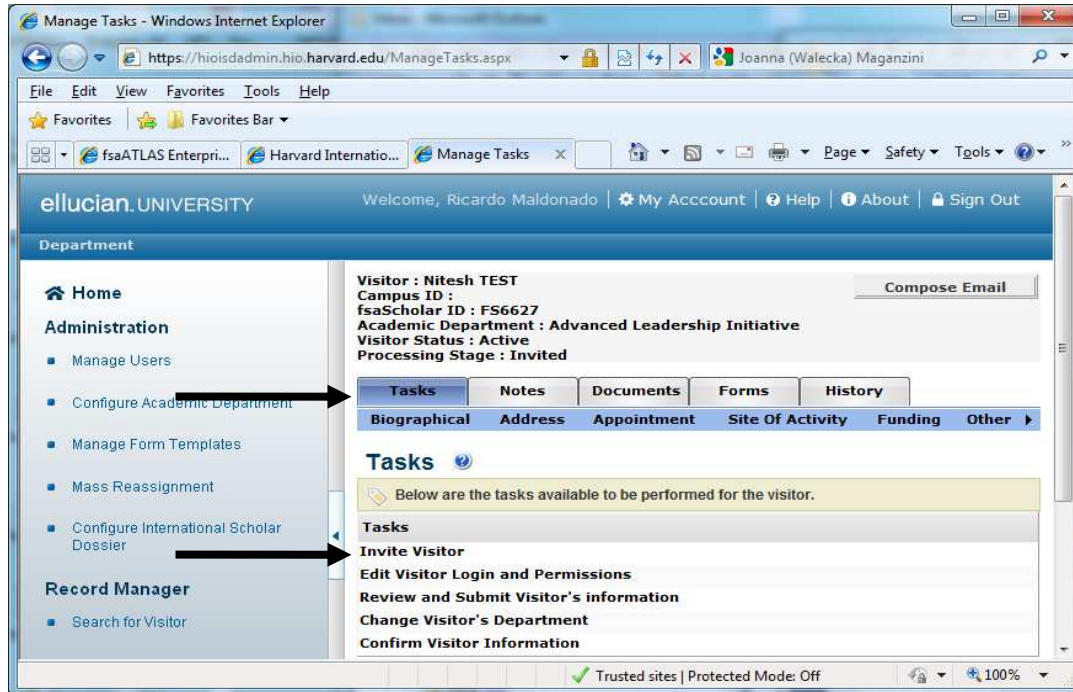 Manage Tasks - Windows Internet Explorer
https://hioisdadmin.hio.harvard.edu/ManageTasks.aspx
Joanna (Walecka) Maganzini
File Edit View Favorites Tools Help
Favorites Favorites Bar
fsaATLAS Enterpri... Harvard Internatio... Manage Tasks x Page Safety Tools
ellucian UNIVERSITY
Welcome, Ricardo Maldonado | My Acccount | Help | About | Sign Out
Department
Home
Administration
Manage Users
Configure Academic Department
Manage Form Templates
Mass Reassignment
Configure International Scholar
Dossier
Record Manager
Search for Visitor
Visitor : Nitesh TEST
Campus ID :
fsaScholar ID : FS6627
Academic Department : Advanced Leadership Initiative
Visitor Status : Active
Processing Stage : Invited
Compose Email
Tasks Notes Documents Forms History
Biographical Address Appointment Site Of Activity Funding Other
Tasks
Below are the tasks available to be performed for the visitor.
Tasks
Invite Visitor
Edit Visitor Login and Permissions
Review and Submit Visitor's information
Change Visitor's Department
Confirm Visitor Information
Trusted sites | Protected Mode: Off
100%